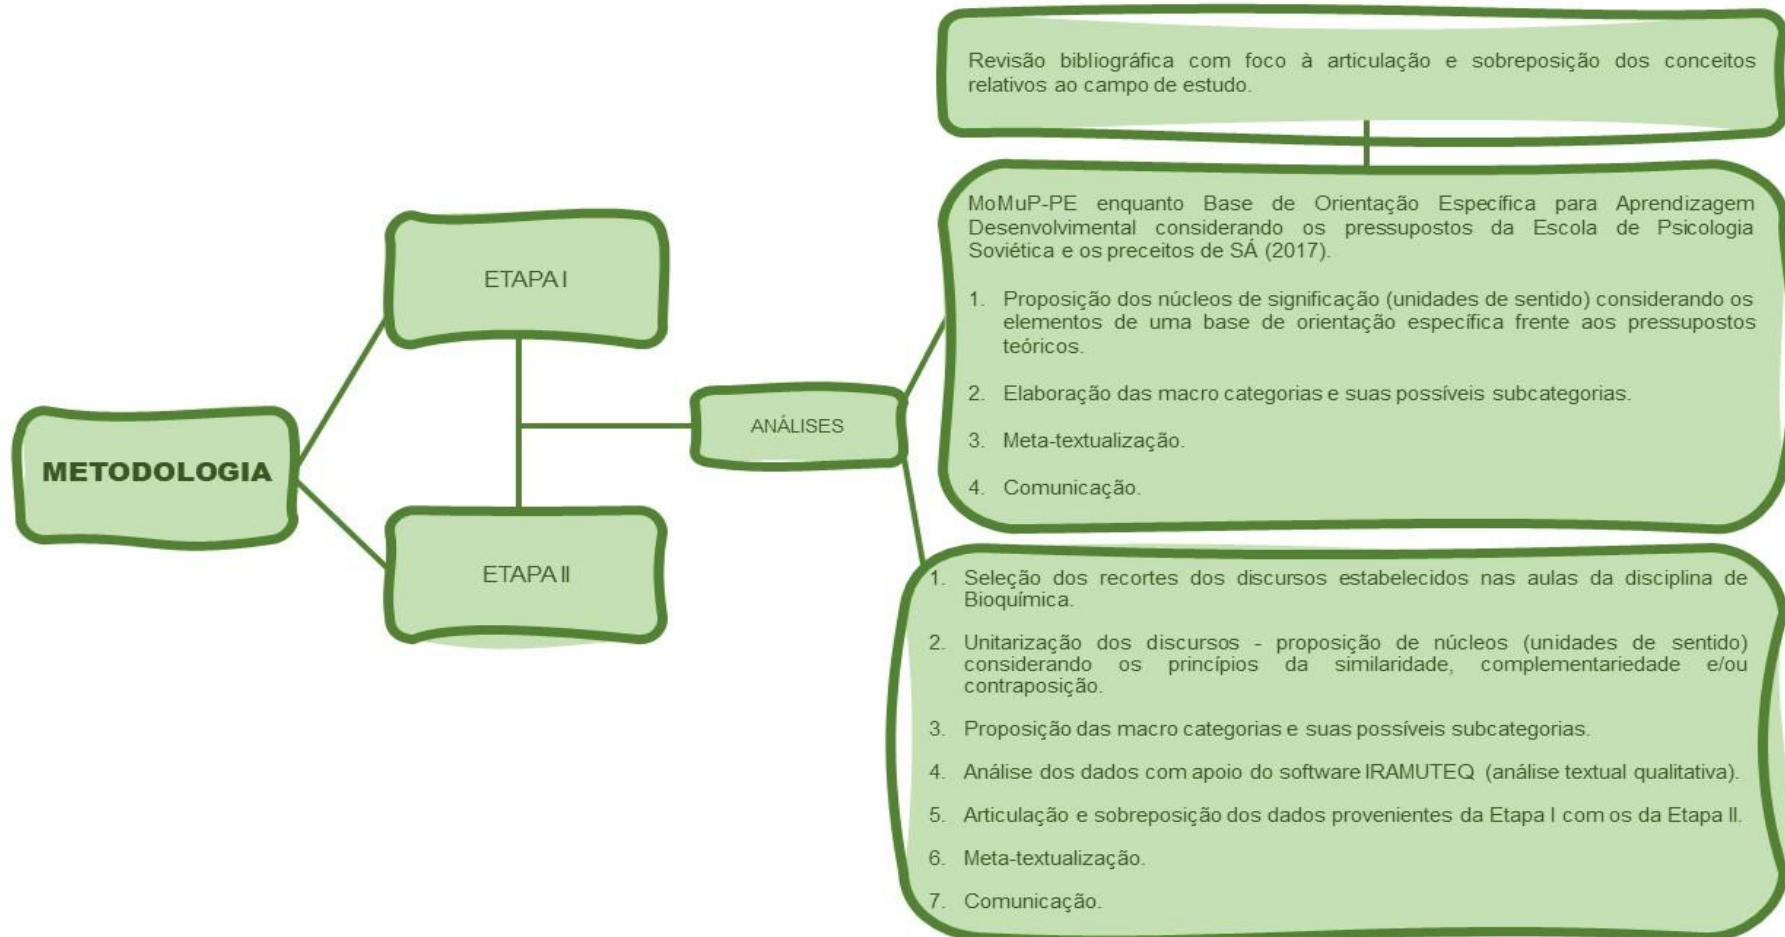 METODOLOGIA
ETAPA I
ETAPA II
ANÁLISES
Revisão bibliográfica com foco à articulação e sobreposição dos conceitos
relativos ao campo de estudo.
MoMuP-PE enquanto Base de Orientação Específica para Aprendizagem
Desenvolvimental considerando os pressupostos da Escola de Psicologia
Soviética e os preceitos de SÁ (2017).
1. Proposição dos núcleos de significação (unidades de sentido) considerando os
elementos de uma base de orientação específica frente aos pressupostos
teóricos.
2. Elaboração das macro categorias e suas possíveis subcategorias.
3. Meta-textualização.
4. Comunicação.
1. Seleção dos recortes dos discursos estabelecidos nas aulas da disciplina de
Bioquímica.
2. Unitarização dos discursos - proposição de núcleos (unidades de sentido)
considerando os princípios da similaridade, complementariedade e/ou
contraposição.
3. Proposição das macro categorias e suas possíveis subcategorias.
4. Análise dos dados com apoio do software IRAMUTEQ (análise textual qualitativa).
5. Articulação e sobreposição dos dados provenientes da Etapa I com os da Etapa II.
6. Meta-textualização.
7. Comunicação.